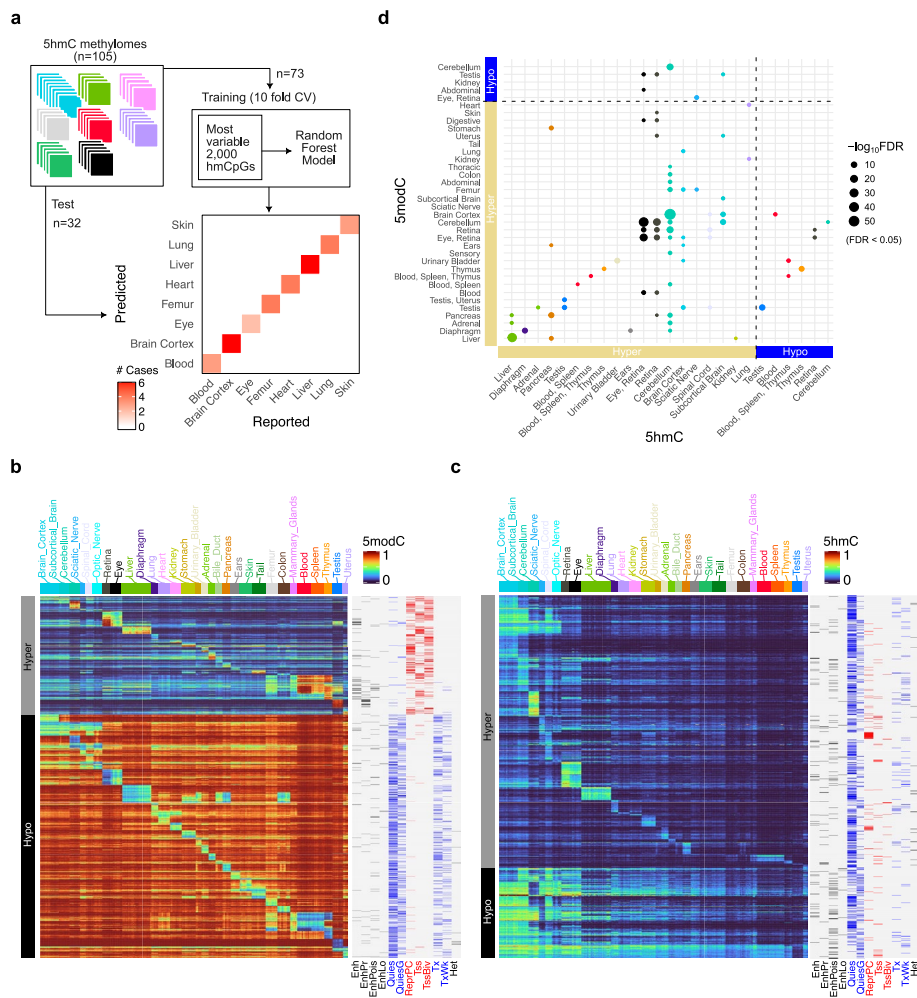 a
5hmC methylomes
(n=105)
n=73
Training (10 fold CV)
Most
variable
2,000
hmCpGs
Random
Forest
Model
Test
n=32
Predicted
Skin
Lung
Liver
Heart
Femur
Eye
Brain Cortex
Blood
# Cases
6
4
2
0
Blood
Brain Cortex
Eye
Femur
Heart
Liver
Lung
Skin
Reported
d
5modC
Hypo
Hyper
Cerebellum
Testis
Kidney
Abdominal
Eye, Retina
Heart
Skin
Digestive
Stomach
Uterus
Tail
Lung
Kidney
Thoracic
Colon
Abdominal
Femur
Subcortical Brain
Sciatic Nerve
Brain Cortex
Cerebellum
Retina
Eye, Retina
Ears
Sensory
Urinary Bladder
Thymus
Blood, Spleen, Thymus
Blood, Spleen
Blood
Testis, Uterus
Testis
Pancreas
Adrenal
Diaphragm
Liver
Hyper
Hypo
Liver
Diaphragm
Adrenal
Pancreas
Testis
Blood, Spleen
Blood, Spleen, Thymus
Thymus
Urinary Bladder
Ears
Eye, Retina
Retina
Cerebellum
Brain Cortex
Sciatic Nerve
Spinal Cord
Subcortical Brain
Kidney
Lung
Testis
Blood
Blood, Spleen, Thymus
Thymus
Retina
Cerebellum
5hmC
−log10FDR
10
20
30
40
50
(FDR < 0.05)
b
Brain_Cortex
Subcortical_Brain
Cerebellum
Sciatic_Nerve
Spinal_Cord
Optic_Nerve
Retina
Eye
Liver
Diaphragm
Lung
Heart
Kidney
Stomach
Urinary_Bladder
Adrenal
Bile_Duct
Pancreas
Ears
Skin
Tail
Femur
Colon
Mammary_Glands
Blood
Spleen
Thymus
Testis
Uterus
5modC
1
0
Hyper
Hypo
Enh
EnhPr
EnhPois
EnhLo
Quies
QuiesG
ReprPC
Tss
TssBiv
Tx
TxWk
Het
c
Brain_Cortex
Subcortical_Brain
Cerebellum
Sciatic_Nerve
Spinal_Cord
Optic_Nerve
Retina
Eye
Liver
Diaphragm
Lung
Heart
Kidney
Stomach
Urinary_Bladder
Adrenal
Bile_Duct
Pancreas
Ears
Skin
Tail
Femur
Colon
Mammary_Glands
Blood
Spleen
Thymus
Testis
Uterus
5hmC
1
0
Hyper
Hypo
Enh
EnhPr
EnhPois
EnhLo
Quies
QuiesG
ReprPC
Tss
TssBiv
Tx
TxWk
Het